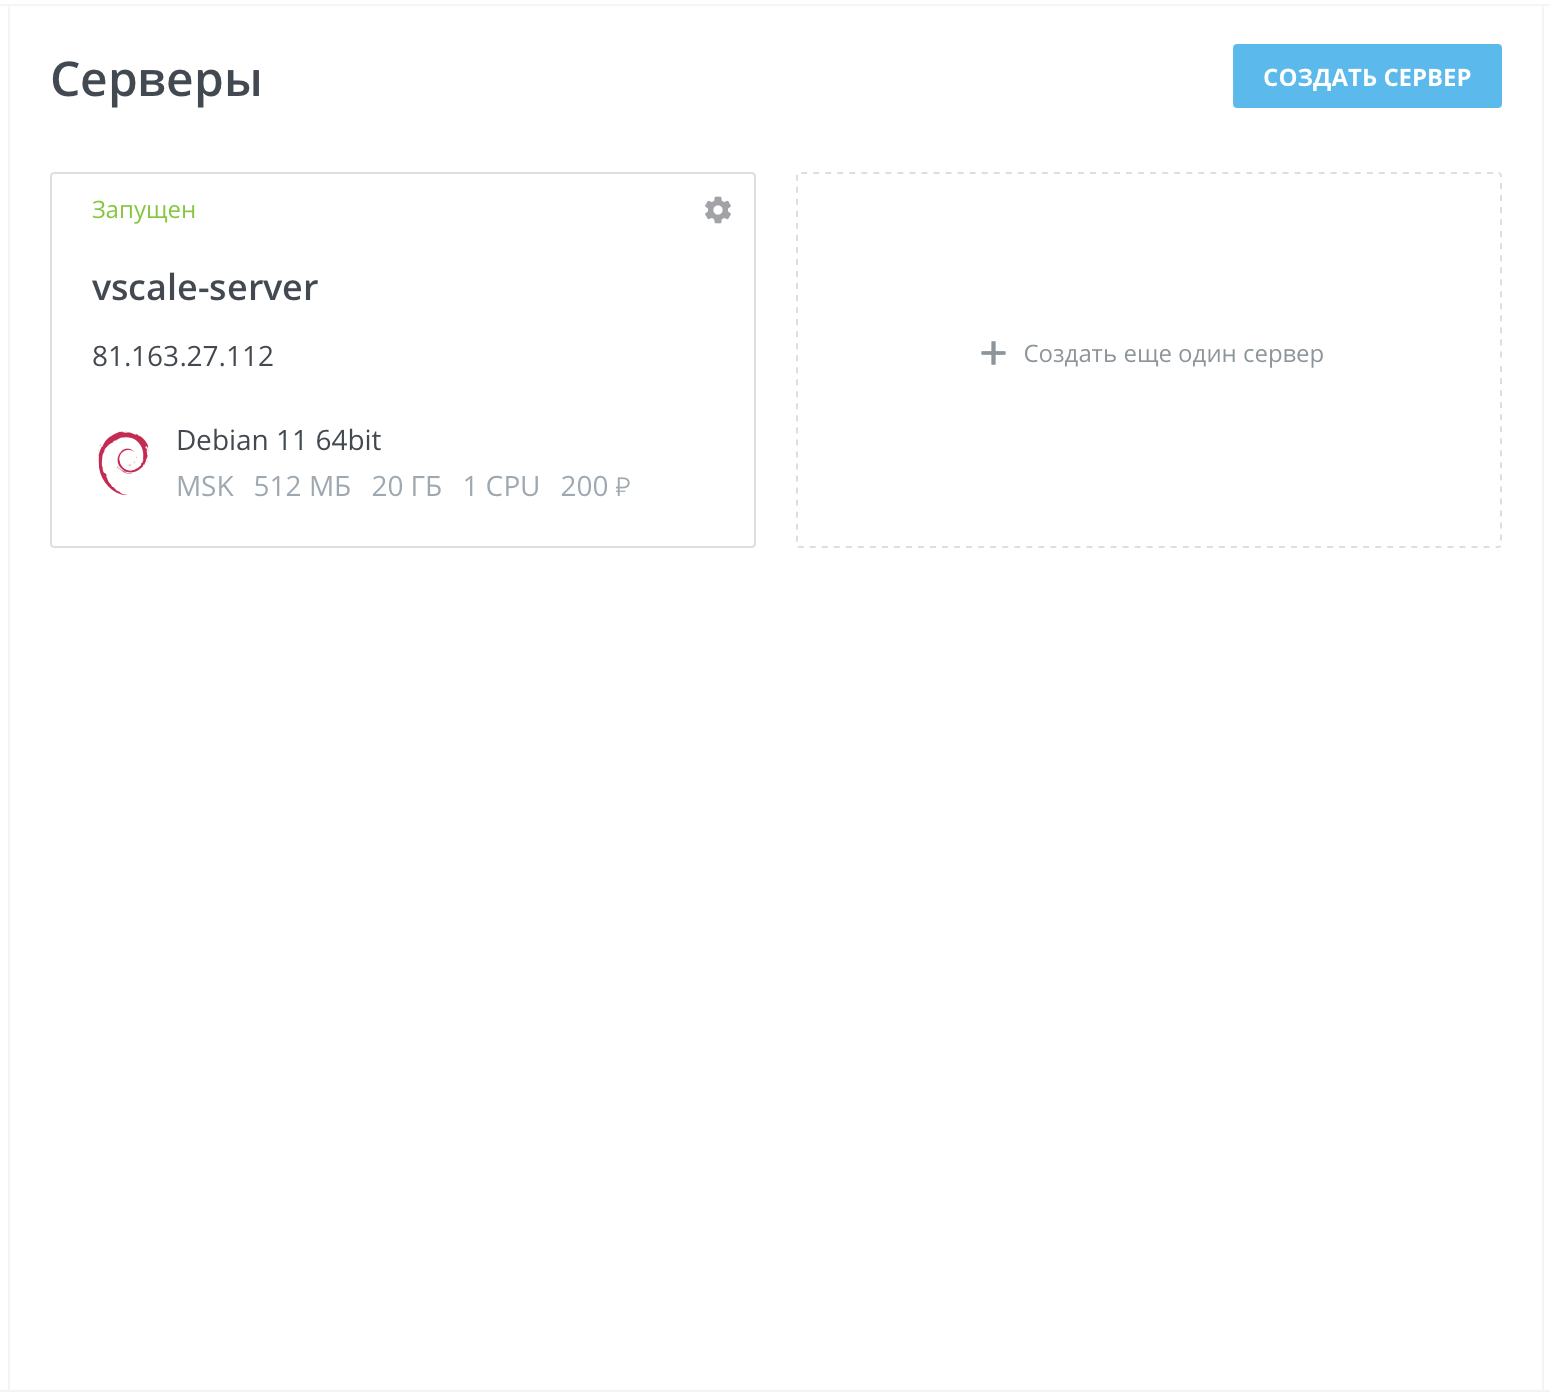 Серверы
СОЗДАТЬ СЕРВЕР
Запущен
vscale-server
81.163.27.112
Debian 11 64bit
MSK 512 МБ 20 ГБ 1 CPU 200 ₽
Создать еще один сервер